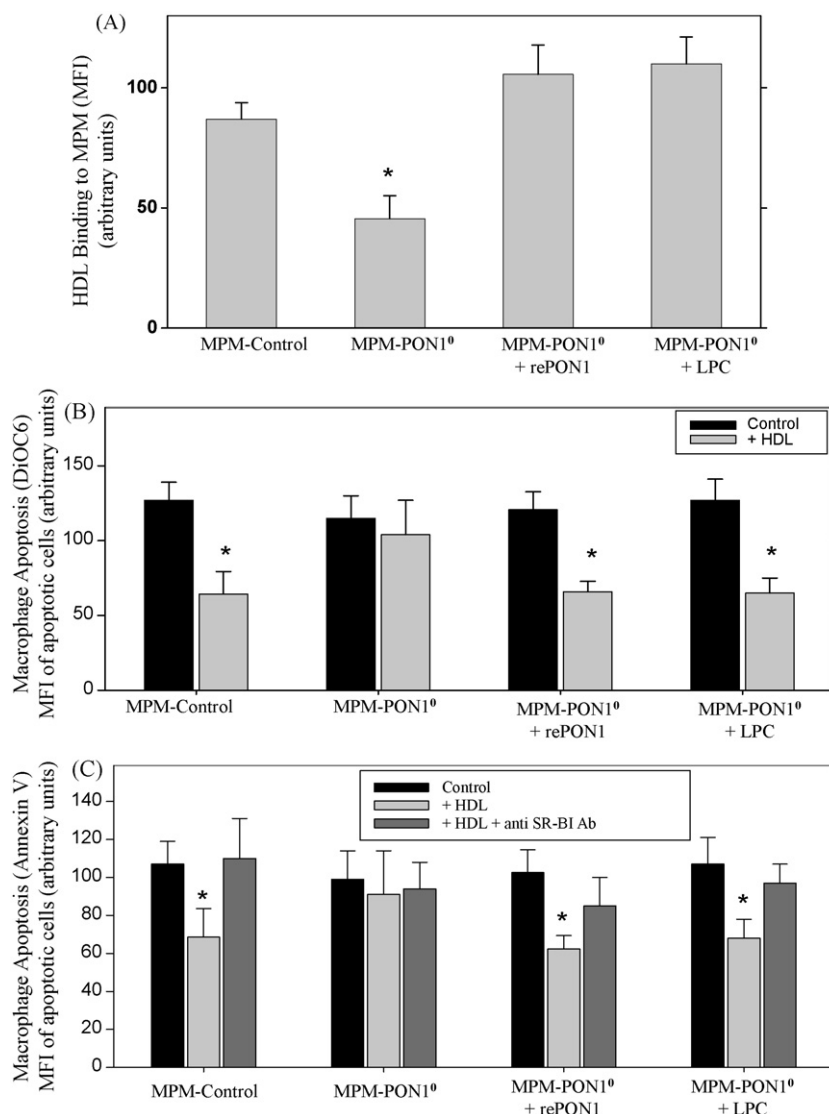 (A)
HDL Binding to MPM (MFI)
(arbitrary units)
100
50
0
*
MPM-Control
MPM-PON1⁰
MPM-PON1⁰
+ rePON1
MPM-PON1⁰
+ LPC
(B)
Macrophage Apoptosis (DiOC6)
MFI of apoptotic cells (arbitrary units)
150
100
50
0
Control
+ HDL
*
*
*
MPM-Control
MPM-PON1⁰
MPM-PON1⁰
+ rePON1
MPM-PON1⁰
+ LPC
(C)
Macrophage Apoptosis (Annexin V)
MFI of apoptotic cells (arbitrary units)
140
120
100
80
60
40
20
0
Control
+ HDL
+ HDL + anti SR-BI Ab
*
*
*
MPM-Control
MPM-PON1⁰
MPM-PON1⁰
+ rePON1
MPM-PON1⁰
+ LPC